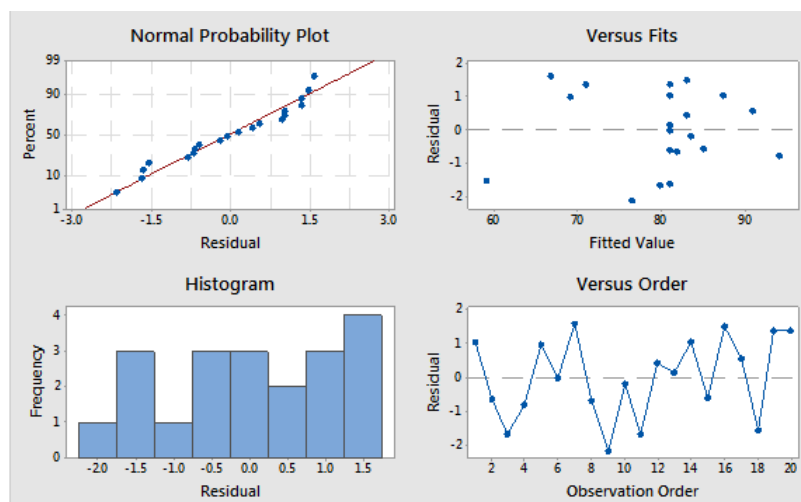 Normal Probability Plot
99
90
50
10
1
Percent
-3.0 -1.5 0.0 1.5 3.0
Residual
Versus Fits
2
1
0
-1
-2
Residual
60 70 80 90
Fitted Value
Histogram
4
3
2
1
0
Frequency
-2.0 -1.5 -1.0 -0.5 0.0 0.5 1.0 1.5
Residual
Versus Order
2
1
0
-1
-2
Residual
2 4 6 8 10 12 14 16 18 20
Observation Order